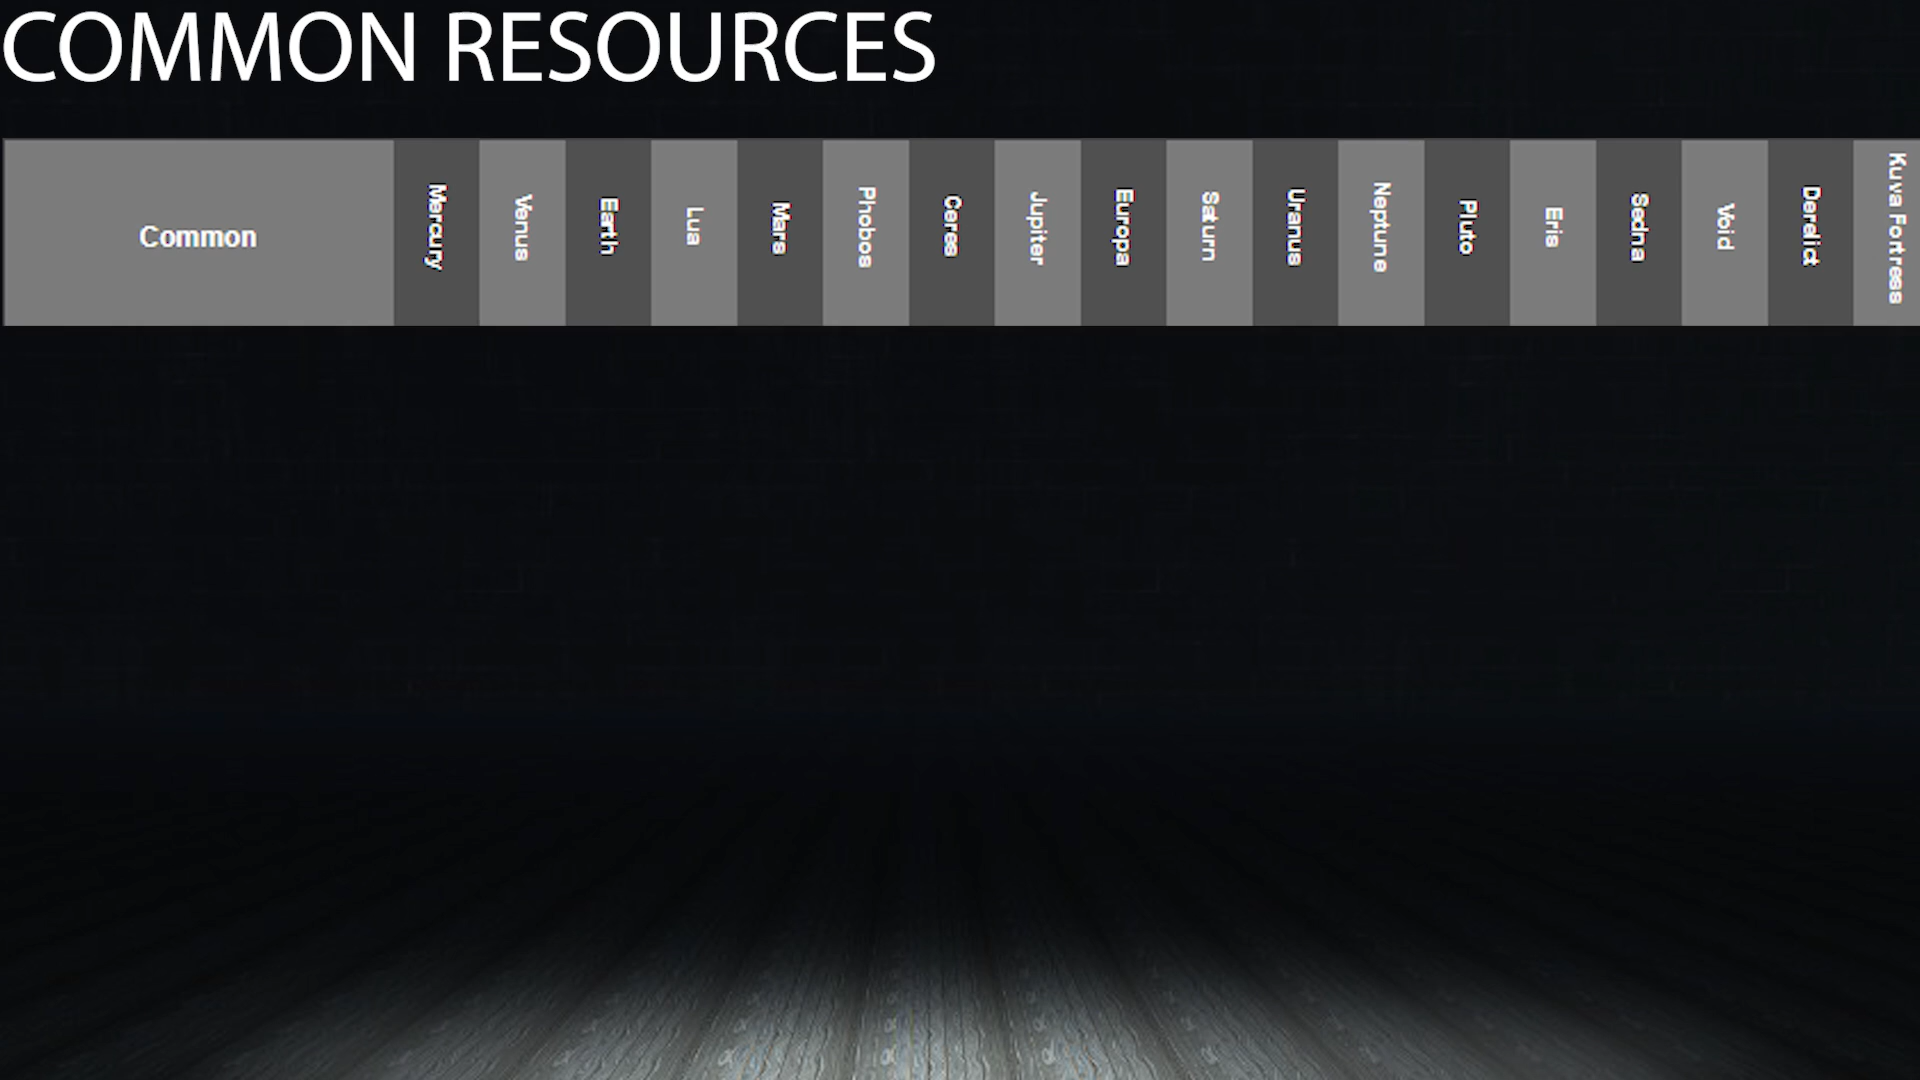 COMMON RESOURCES
Common
Mercury
Venus
Earth
Lua
Mars
Phobos
Ceres
Jupiter
Europa
Saturn
Uranus
Neptune
Pluto
Eris
Sedna
Void
Derelict
Kuva Fortress